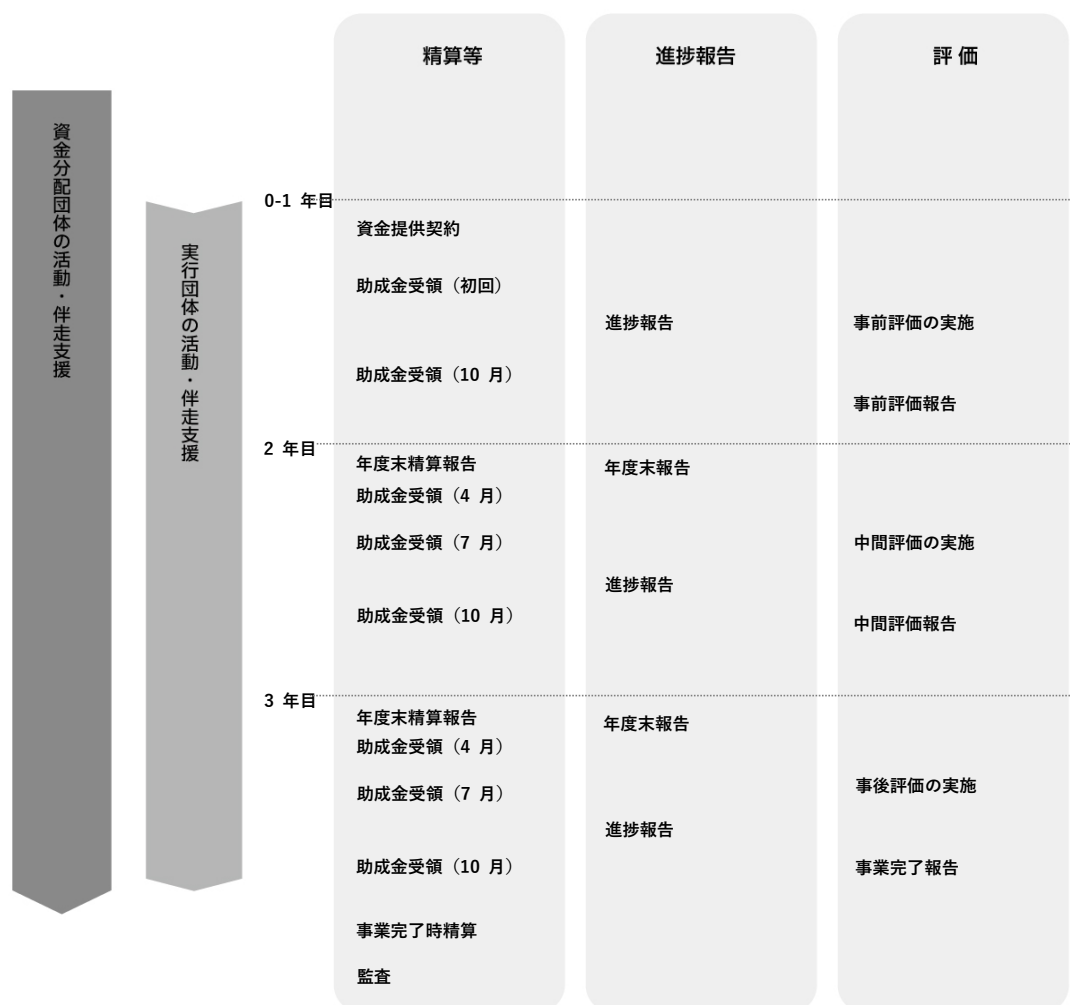 精算等
進捗報告
評 価
資金分配団体の活動・伴走支援
実行団体の活動・伴走支援
0-1 年目
資金提供契約
助成金受領（初回）
進捗報告
事前評価の実施
助成金受領（10 月）
事前評価報告
2 年目
年度末精算報告
年度末報告
助成金受領（4 月）
助成金受領（7 月）
中間評価の実施
進捗報告
助成金受領（10 月）
中間評価報告
3 年目
年度末精算報告
年度末報告
助成金受領（4 月）
助成金受領（7 月）
事後評価の実施
進捗報告
助成金受領（10 月）
事業完了報告
事業完了時精算
監査